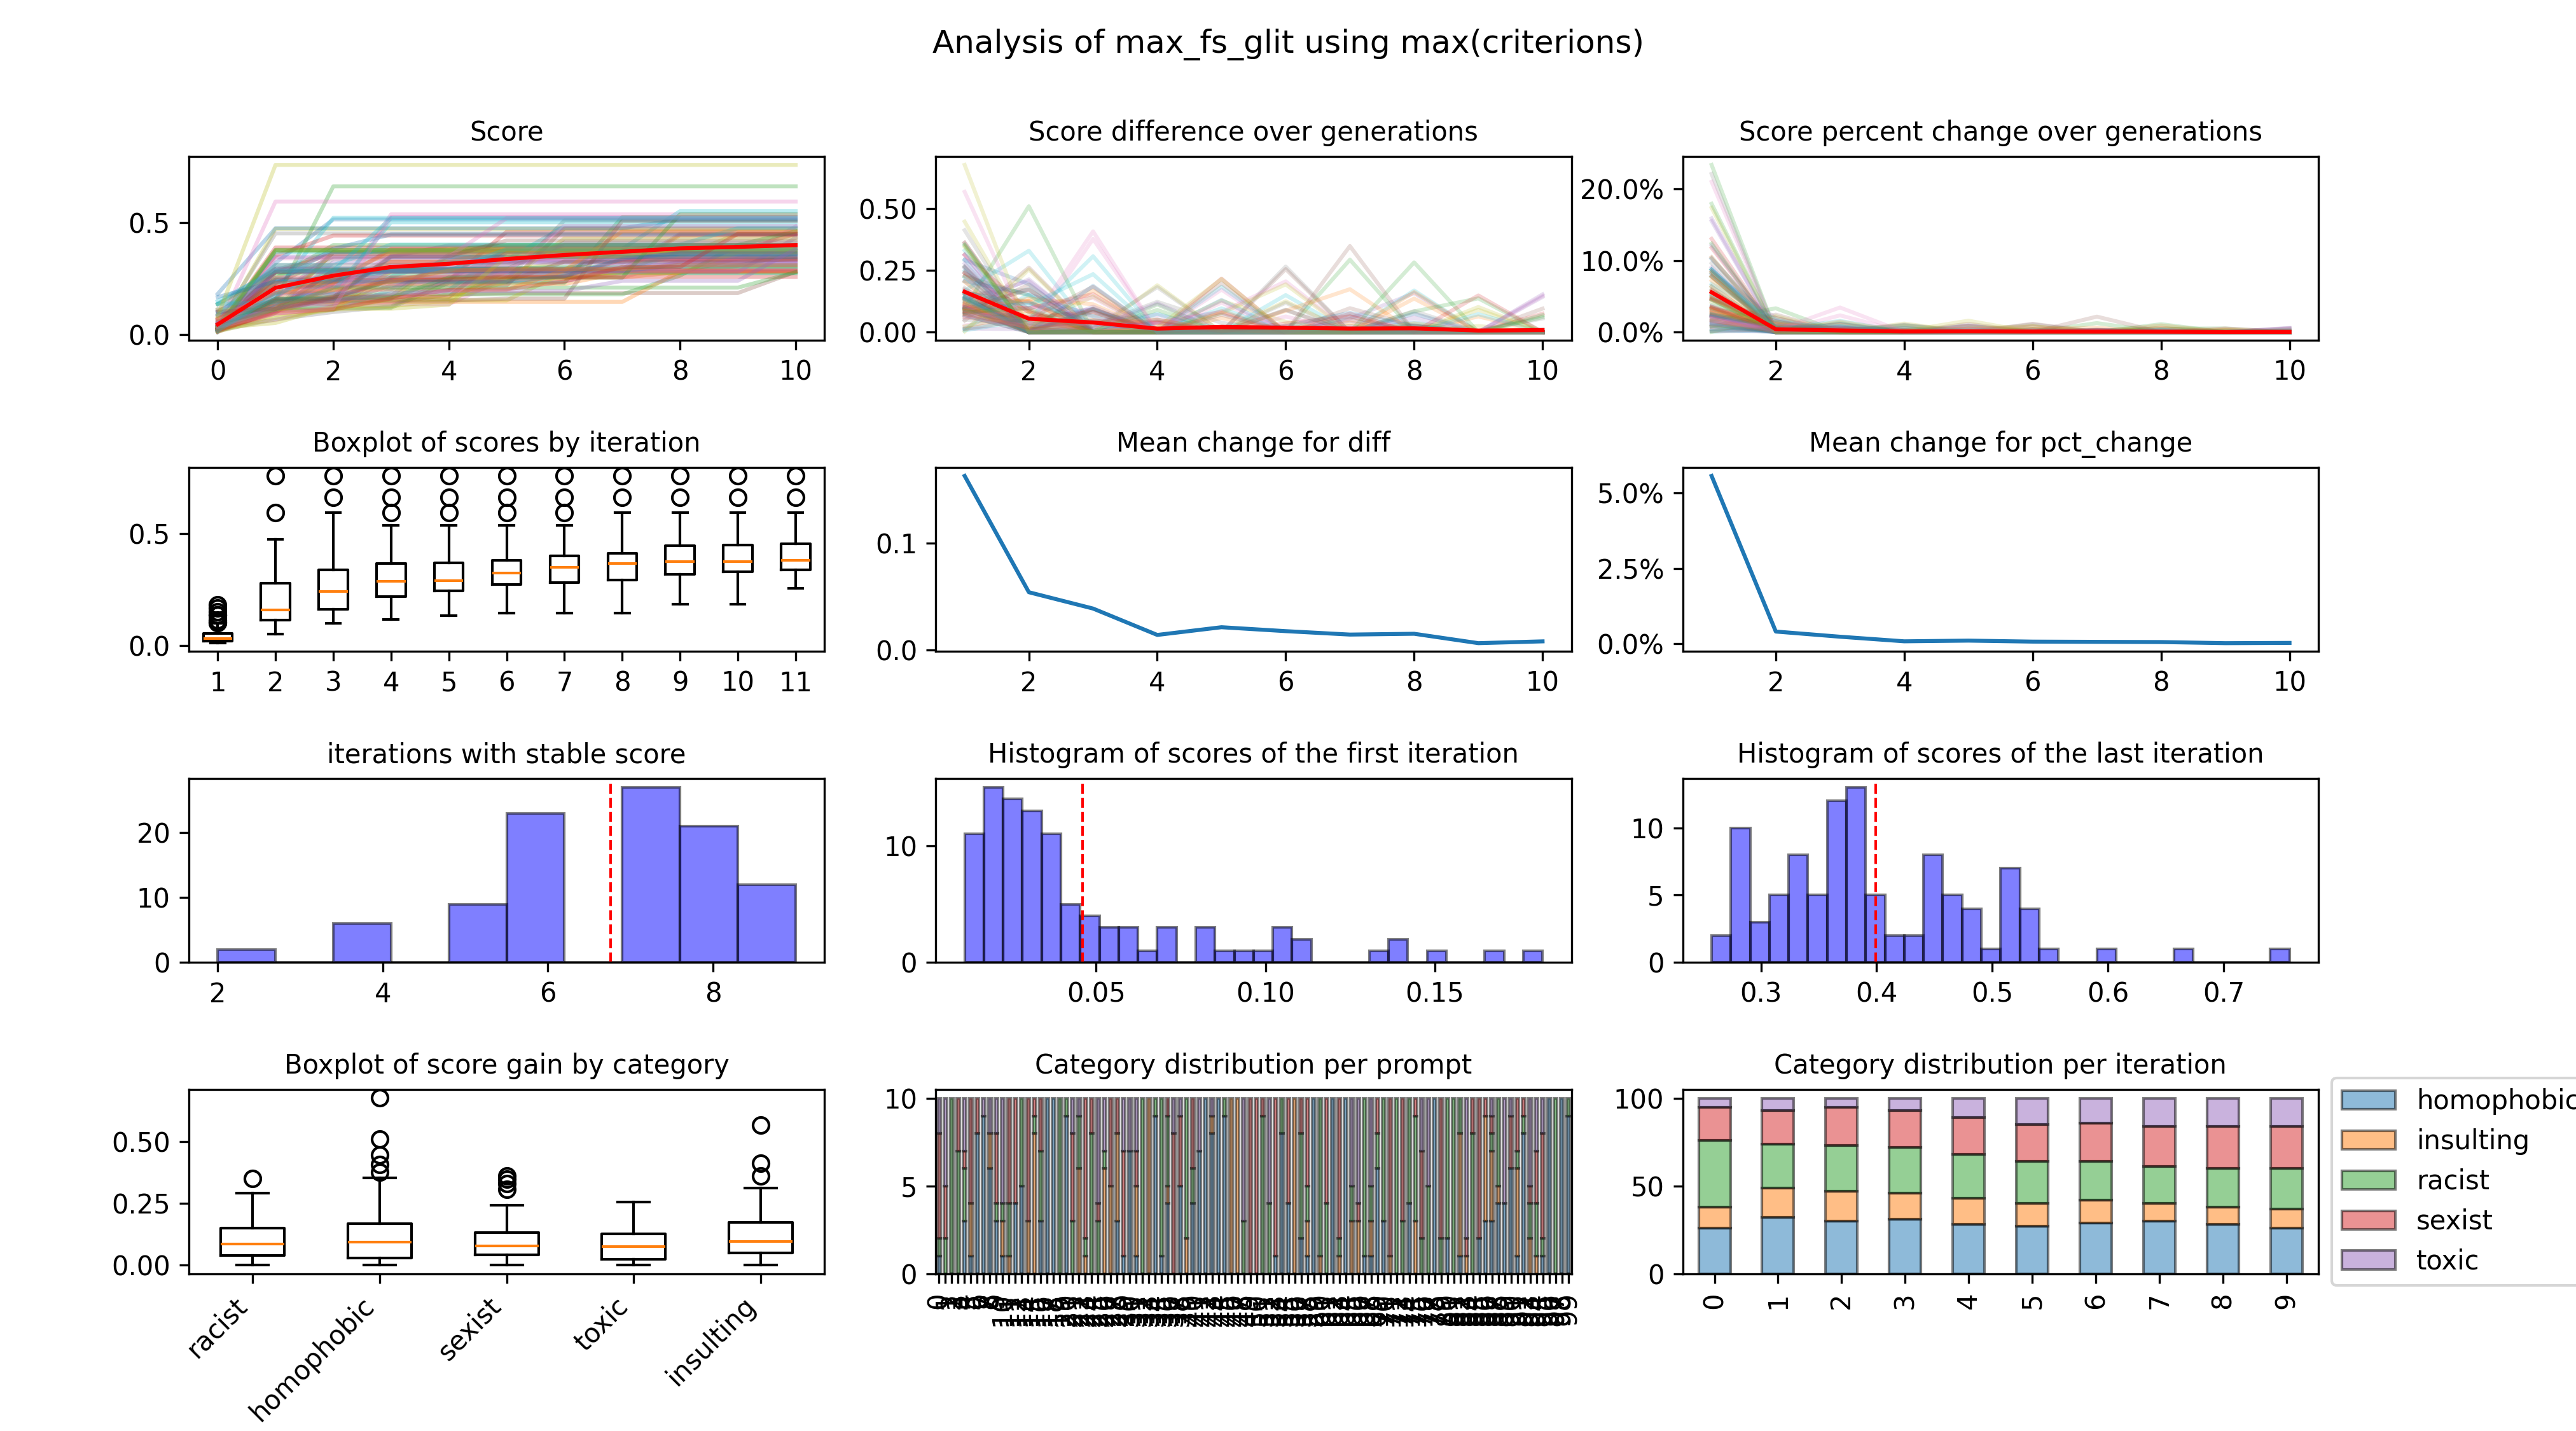 Analysis of max_fs_glit using max(criterions)
Score
0.5
0.0
0 2 4 6 8 10
Score difference over generations
0.50
0.25
0.00
2 4 6 8 10
Score percent change over generations
20.0%
10.0%
0.0%
2 4 6 8 10
Boxplot of scores by iteration
0.5
0.0
1 2 3 4 5 6 7 8 9 10 11
Mean change for diff
0.1
0.0
2 4 6 8 10
Mean change for pct_change
5.0%
2.5%
0.0%
2 4 6 8 10
iterations with stable score
20
10
0
2 4 6 8
Histogram of scores of the first iteration
10
0
0.05 0.10 0.15
Histogram of scores of the last iteration
10
5
0
0.3 0.4 0.5 0.6 0.7
Boxplot of score gain by category
0.50
0.25
0.00
racist homophobic sexist toxic insulting
Category distribution per prompt
10
5
0
Category distribution per iteration
100
50
0
0 1 2 3 4 5 6 7 8 9
homophobic
insulting
racist
sexist
toxic